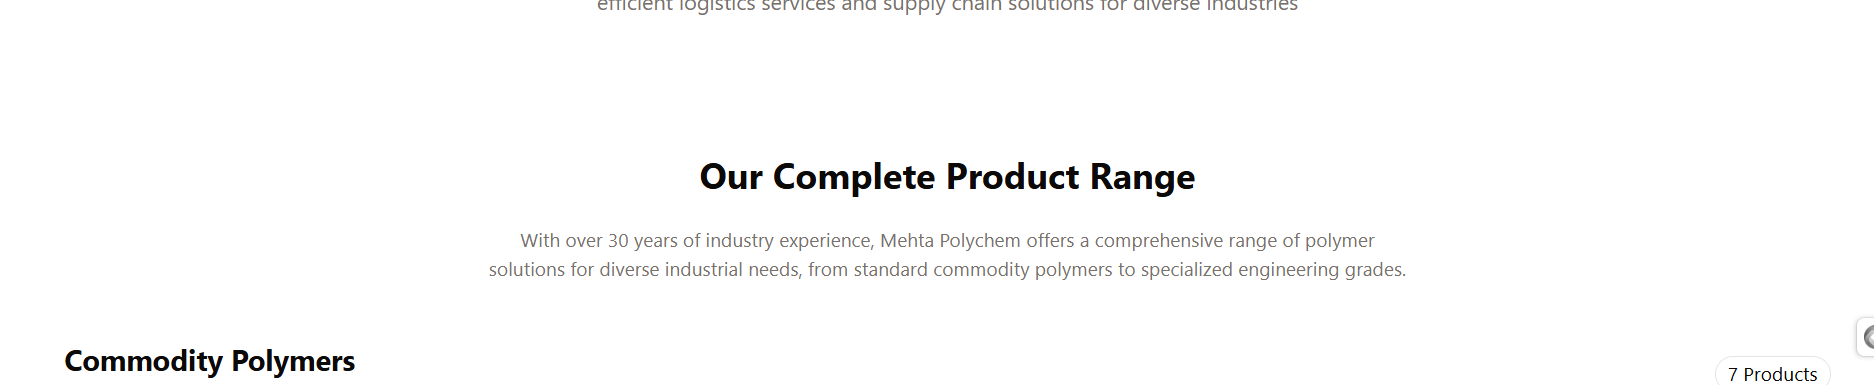 efficient logistics services and supply chain solutions for diverse industries
Our Complete Product Range
With over 30 years of industry experience, Mehta Polychem offers a comprehensive range of polymer
solutions for diverse industrial needs, from standard commodity polymers to specialized engineering grades.
Commodity Polymers
7 Products